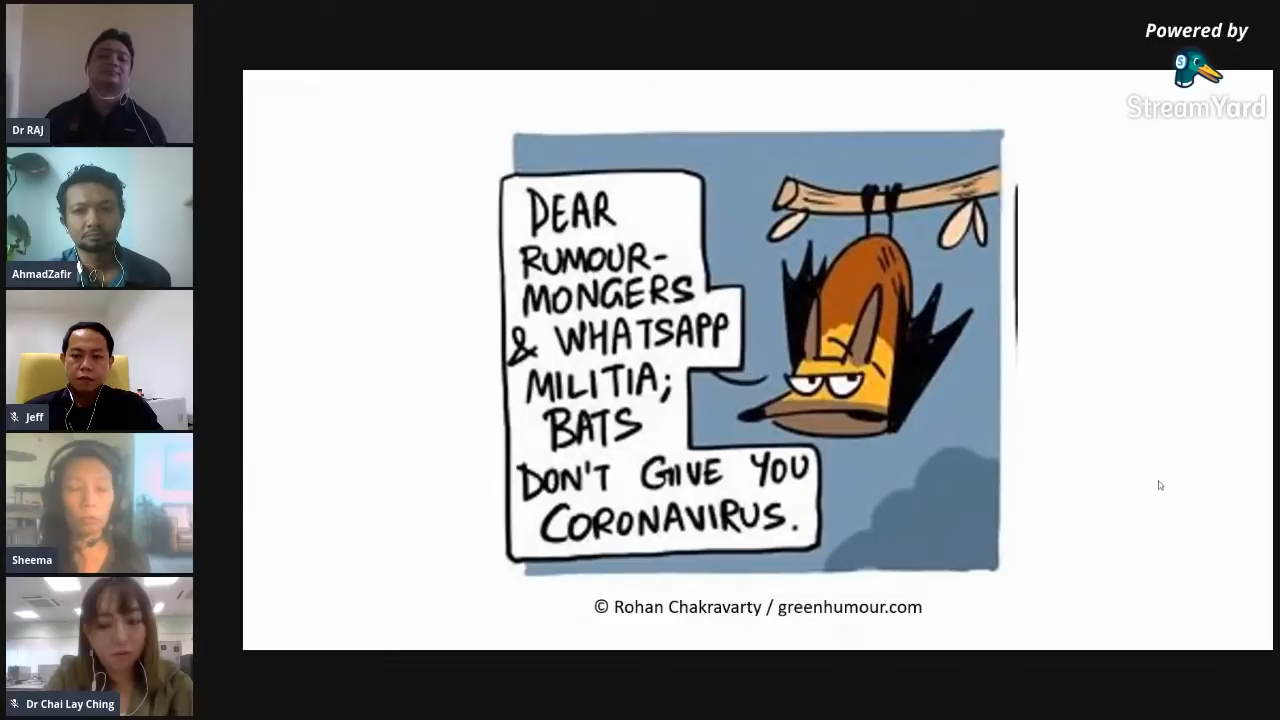 Powered by
StreamYard
Dr RAJ
AhmadZafir
Jeff
Sheema
Dr Chai Lay Ching
DEAR
RUMOUR-
MONGERS
& WHATSAPP
MILITIA;
BATS
DON'T GIVE YOU
CORONAVIRUS.
© Rohan Chakravarty / greenhumour.com